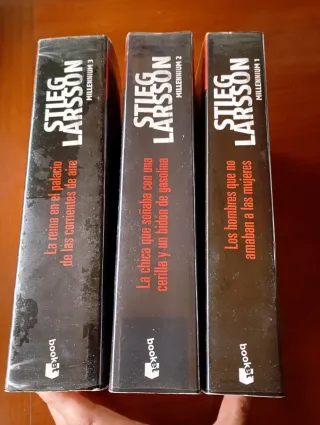 STIEG
LARSSON
MILLENNIUM 3
La reina en el palacio
de las corrientes de aire
booket
STIEG
LARSSON
MILLENNIUM 2
La chica que soñaba con una
cerilla y un bidón de gasolina
booket
STIEG
LARSSON
MILLENNIUM 1
Los hombres que no
amaban a las mujeres
booket